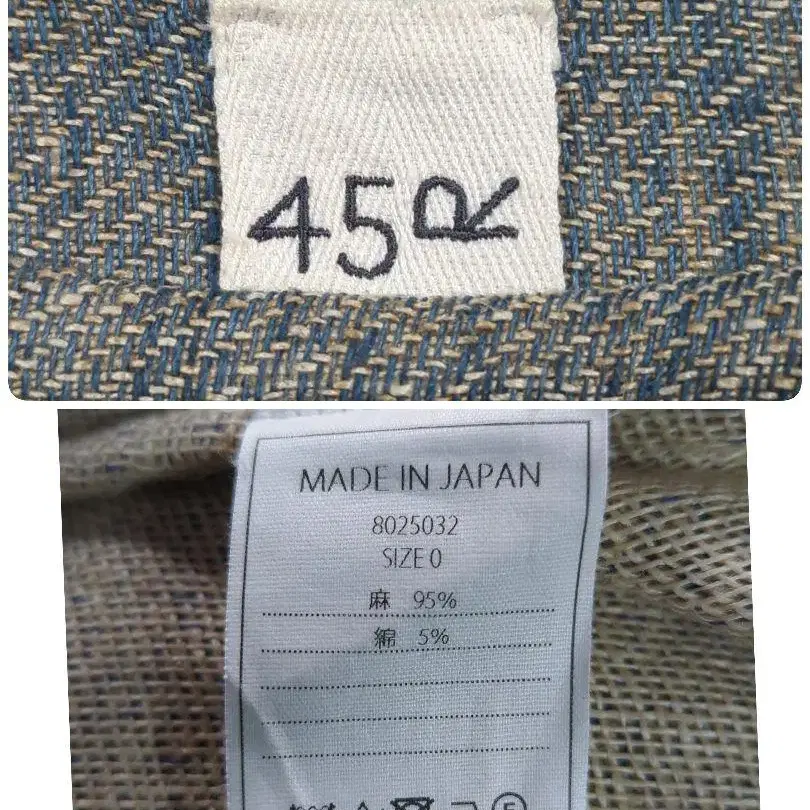 45R
MADE IN JAPAN
8025032
SIZE 0
麻 95%
綿 5%